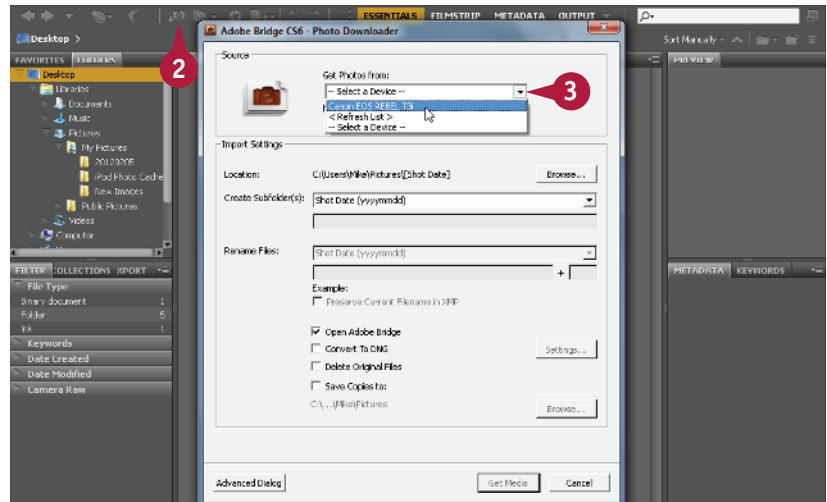 ESSENTIALS FILMSTRIP METADATA OUTPUT
Desktop >
Sort Manually
2
Adobe Bridge CS6 - Photo Downloader
FAVORITES FOLDERS
PREVIEW
Desktop
Libraries
Documents
Music
Pictures
My Pictures
20120205
iPod Photo Cache
New Images
Public Pictures
Videos
Computer
Source
Get Photos from:
-- Select a Device --
3
Canon EOS REBEL T3i
< Refresh List >
-- Select a Device --
Import Settings
Location: C:\Users\Mike\Pictures\[Shot Date] Browse...
Create Subfolder(s): Shot Date (yyyymmdd)
Rename Files: Shot Date (yyyymmdd)
+
Example:
Preserve Current Filename in XMP
Open Adobe Bridge
Convert To DNG Settings...
Delete Original Files
Save Copies to:
C:\...\Mike\Pictures Browse...
Advanced Dialog Get Media Cancel
FILTER COLLECTIONS XPORT
File Type
Binary document 1
Folder 5
1
Keywords
Date Created
Date Modified
Camera Raw
METADATA KEYWORDS